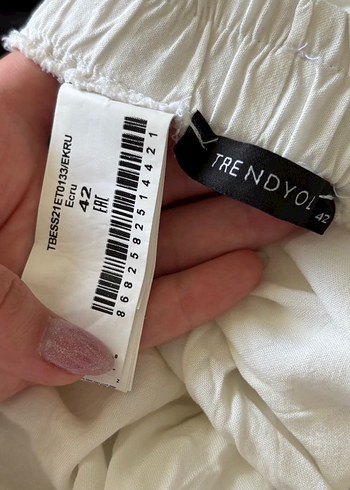 TBESS21ET0133/EKRU
Ecru
42
EAC
8682582514421
TRENDYOL
42